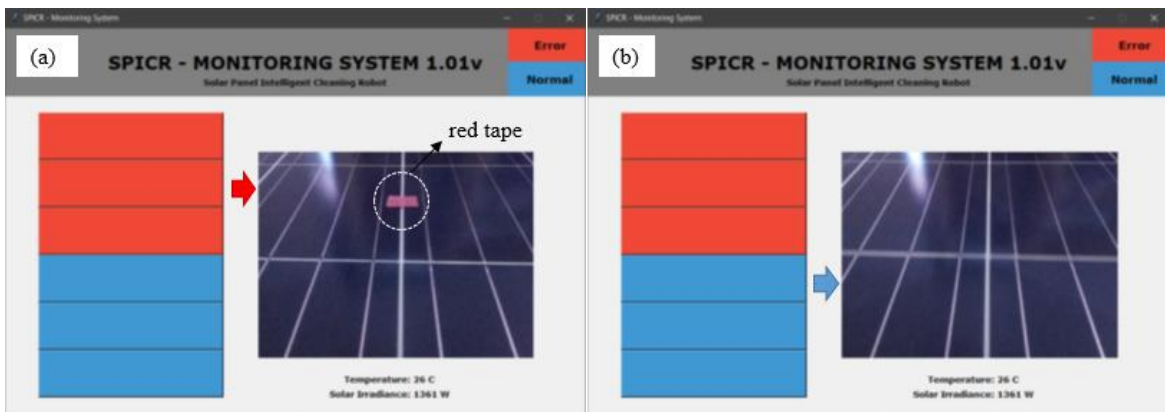 SPICR - Monitoring System
(a)
SPICR - MONITORING SYSTEM 1.01v
Solar Panel Intelligent Cleaning Robot
Error
Normal
red tape
Temperature: 26 C
Solar Irradiance: 1361 W
SPICR - Monitoring System
(b)
SPICR - MONITORING SYSTEM 1.01v
Solar Panel Intelligent Cleaning Robot
Error
Normal
Temperature: 26 C
Solar Irradiance: 1361 W